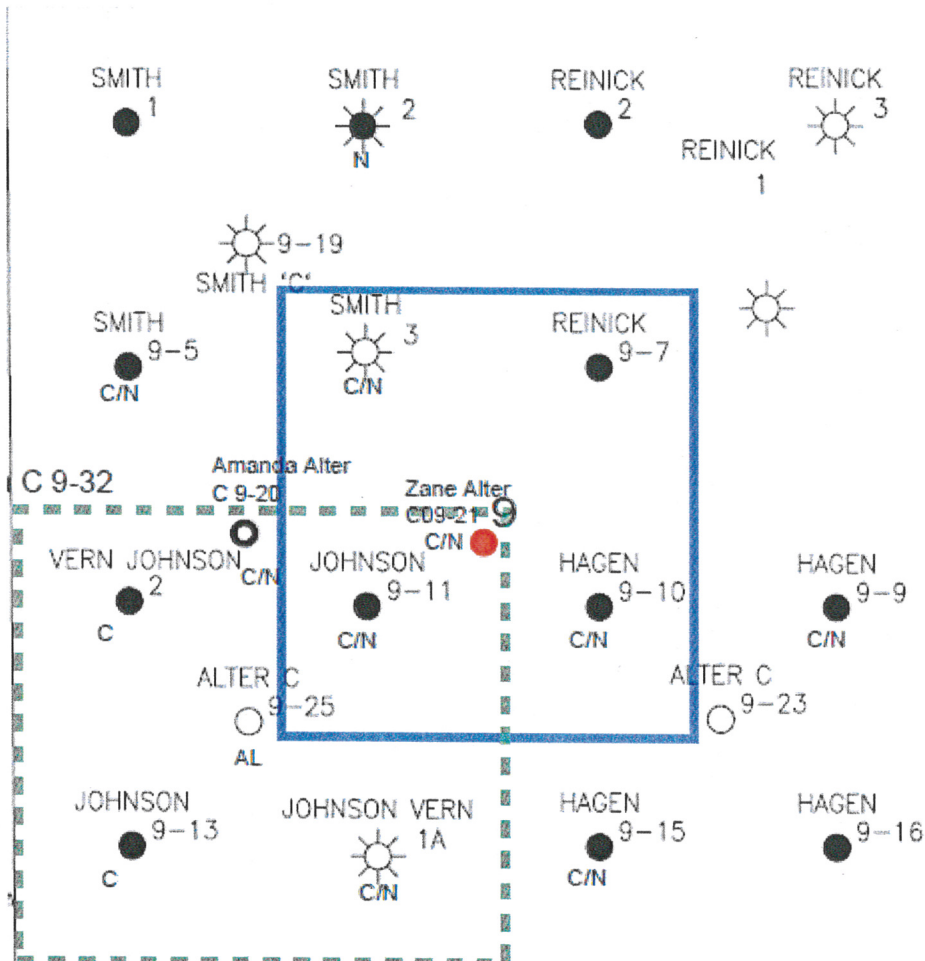 SMITH
1
SMITH
2
N
REINICK
2
REINICK
3
REINICK
1
9-19
SMITH 'C'
SMITH
3
C/N
SMITH
9-5
C/N
REINICK
9-7
C 9-32
Amanda Alter
C 9-20
C/N
Zane Alter
C09-21
C/N
9
VERN JOHNSON
2
C
JOHNSON
9-11
C/N
HAGEN
9-10
C/N
HAGEN
9-9
C/N
ALTER C
9-25
AL
ALTER C
9-23
JOHNSON
9-13
C
JOHNSON VERN
1A
C/N
HAGEN
9-15
C/N
HAGEN
9-16